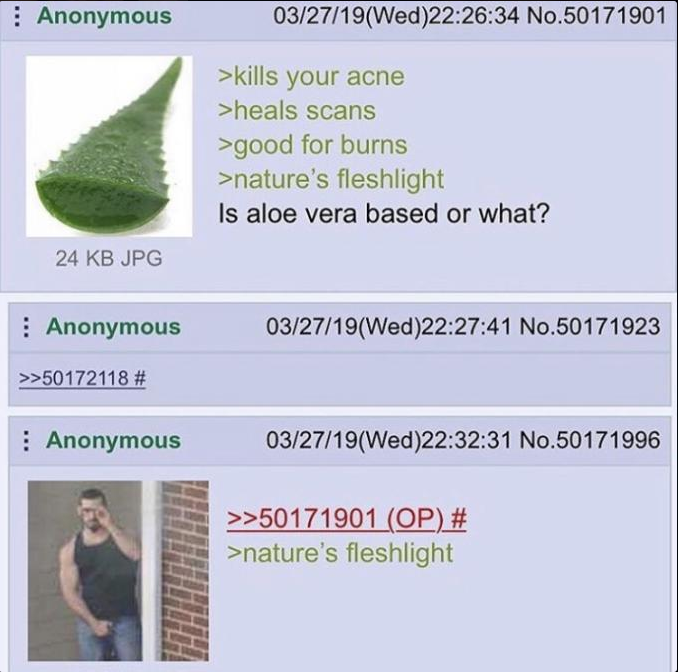 Anonymous 03/27/19(Wed)22:26:34 No.50171901
>kills your acne
>heals scans
>good for burns
>nature's fleshlight
Is aloe vera based or what?
24 KB JPG
Anonymous 03/27/19(Wed)22:27:41 No.50171923
>>50172118 #
Anonymous 03/27/19(Wed)22:32:31 No.50171996
>>50171901 (OP) #
>nature's fleshlight